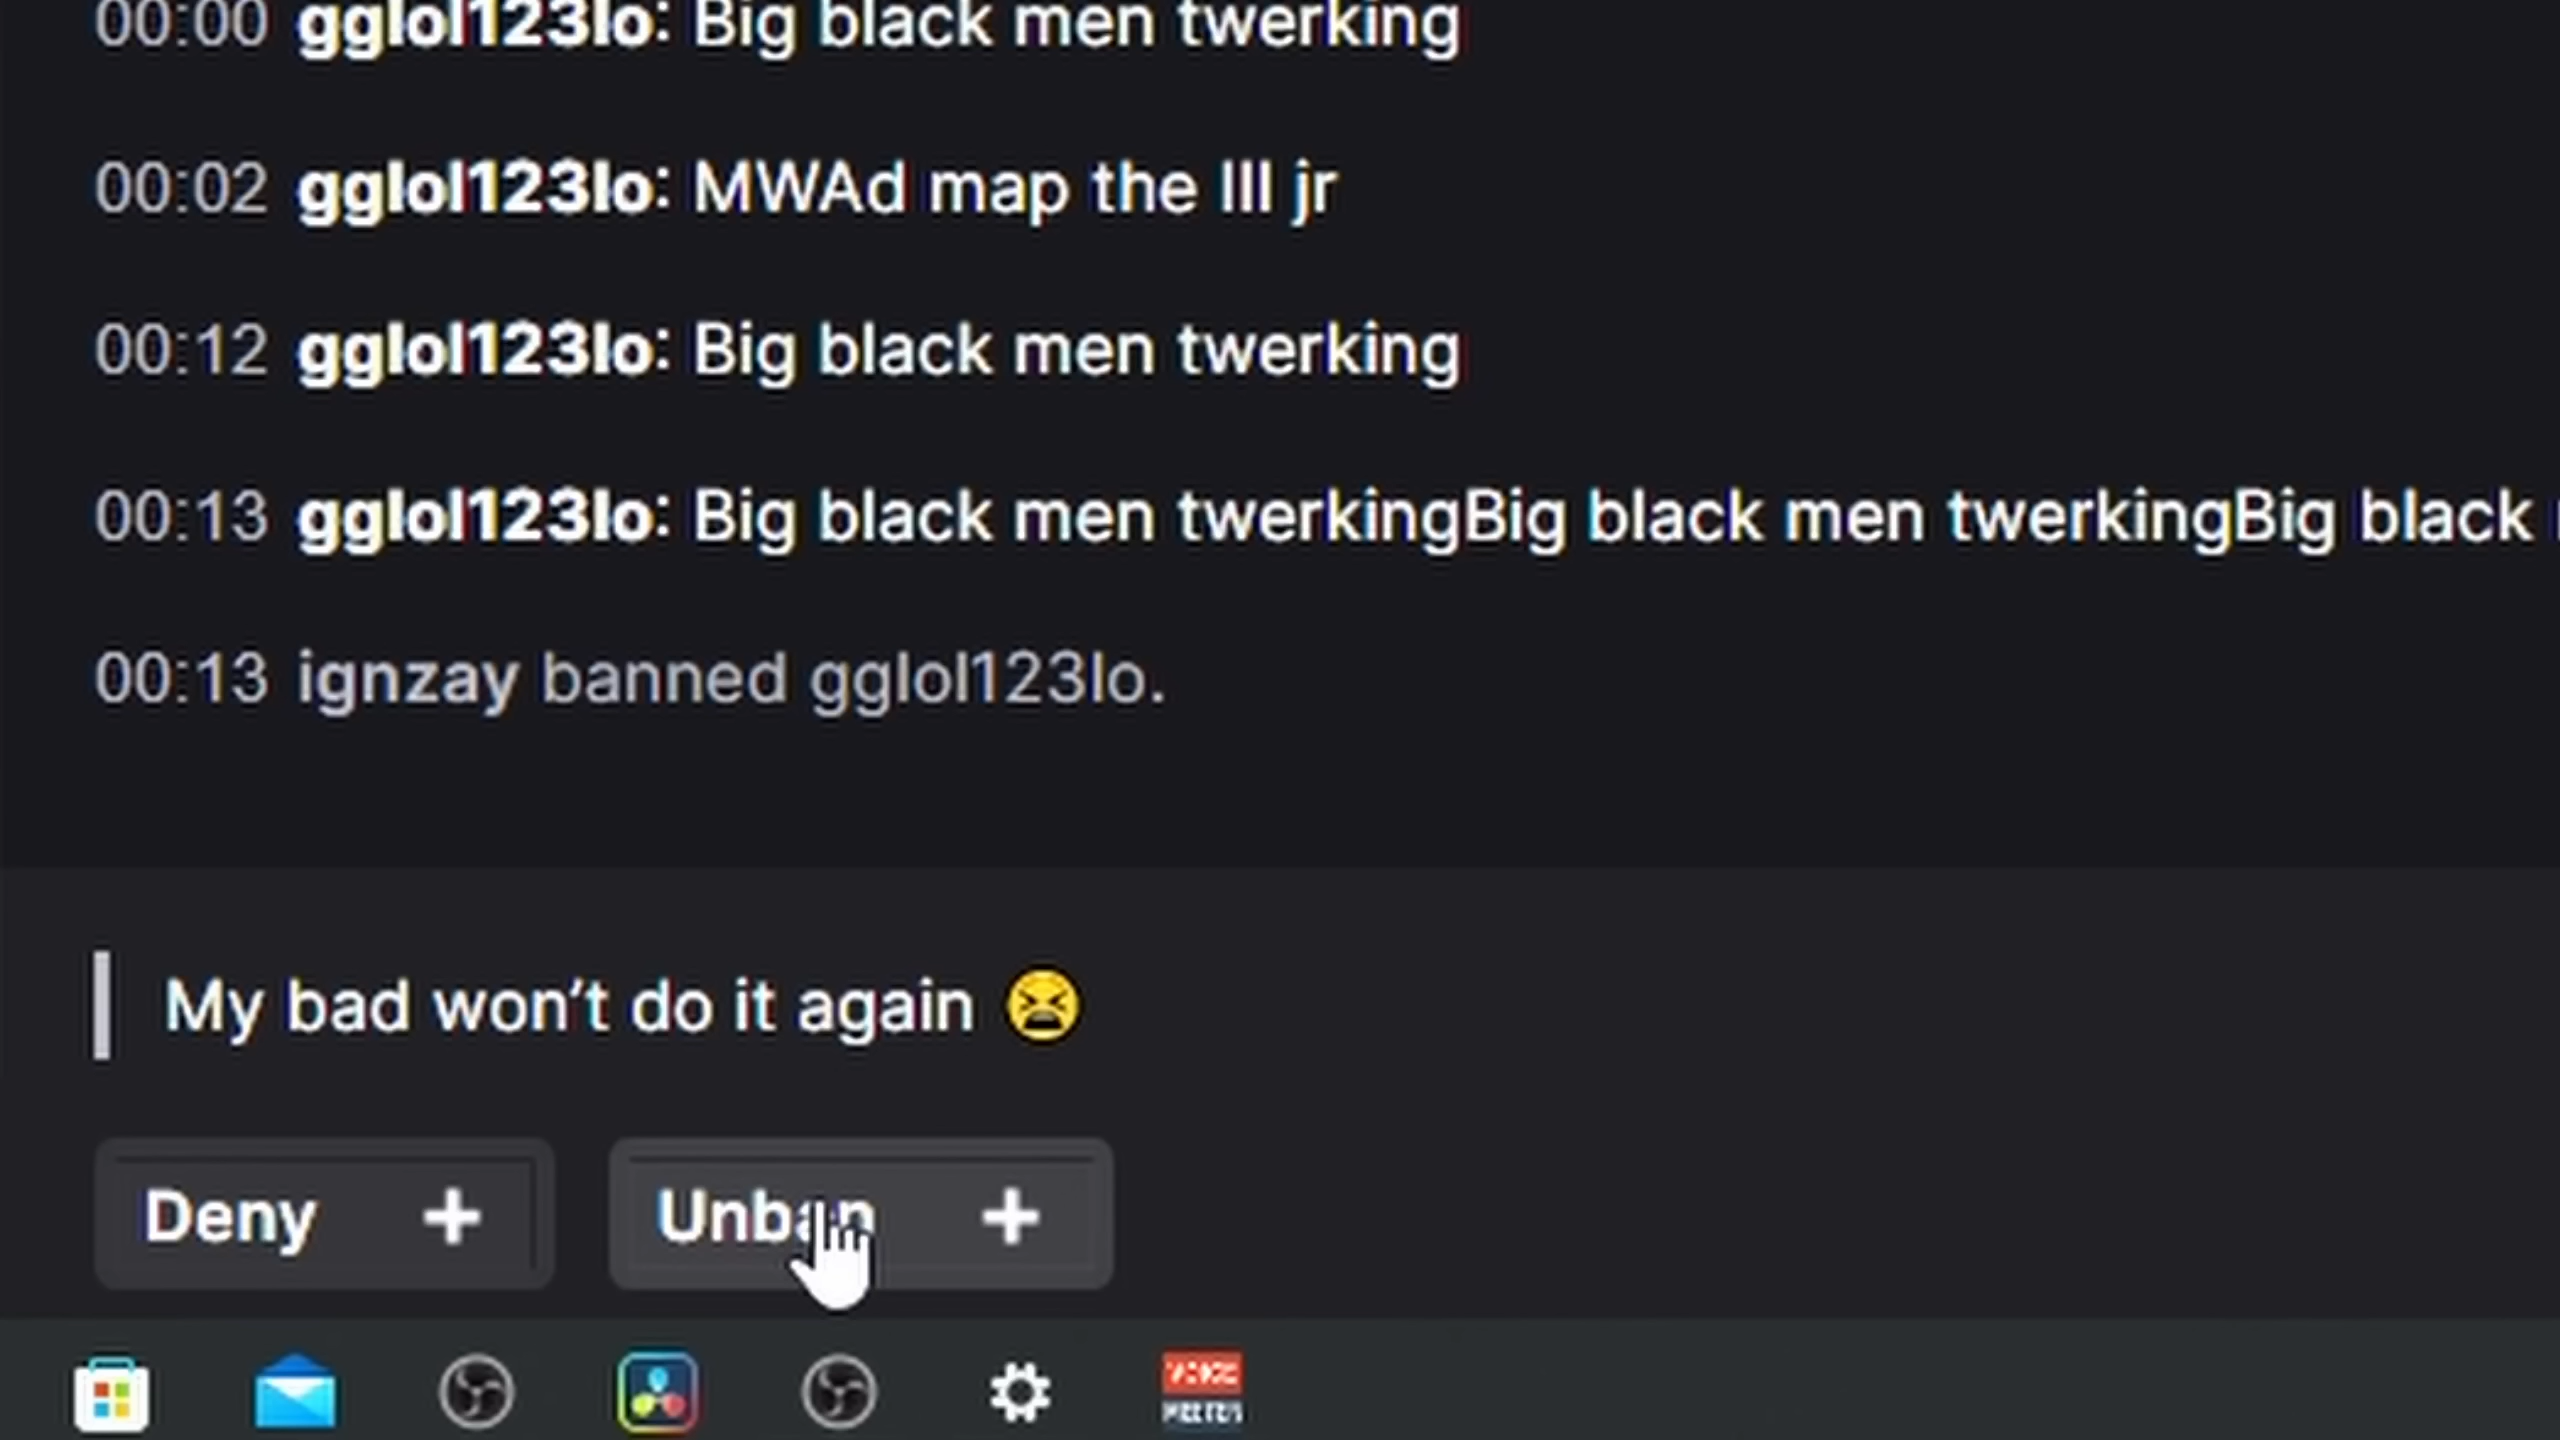 00:00 gglol123lo: Big black men twerking
00:02 gglol123lo: MWAd map the lll jr
00:12 gglol123lo: Big black men twerking
00:13 gglol123lo: Big black men twerkingBig black men twerkingBig black
00:13 ignzay banned gglol123lo.
My bad won’t do it again 😫
Deny +
Unban +
VOICE
MEETER